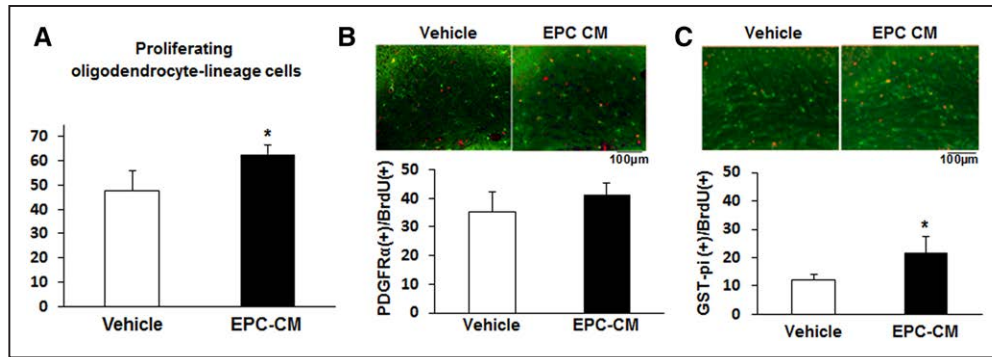 A
Proliferating
oligodendrocyte-lineage cells
70
60
50
40
30
20
10
0
*
Vehicle
EPC-CM
B
Vehicle
EPC CM
100μm
PDGFRα(+)/BrdU(+)
50
40
30
20
10
0
Vehicle
EPC-CM
C
Vehicle
EPC CM
100μm
GST-pi (+)/BrdU(+)
50
40
30
20
10
0
*
Vehicle
EPC-CM